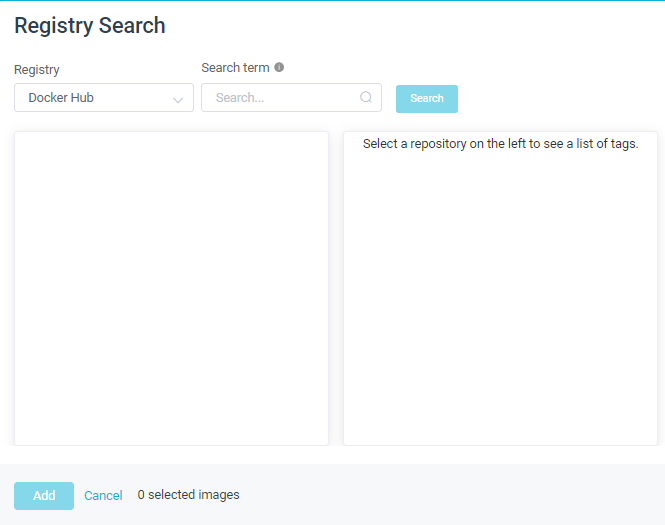 Registry Search
Registry
Search term
Docker Hub
Search...
Search
Select a repository on the left to see a list of tags.
Add
Cancel
0 selected images